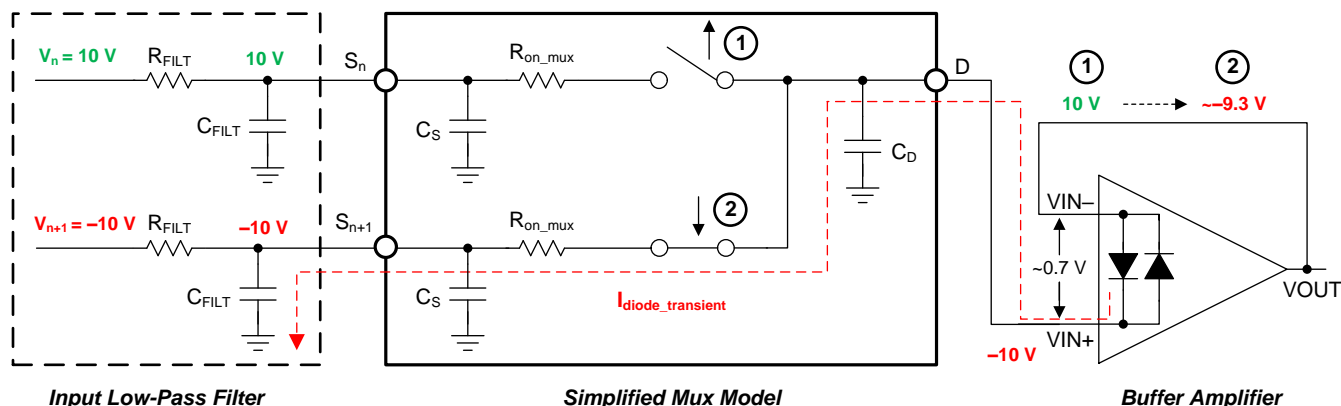 Vn = 10 V
RFILT
10 V
Sn
Ron_mux
1
D
1
2
10 V
~–9.3 V
CFILT
CS
CD
Vn+1 = –10 V
RFILT
–10 V
Sn+1
Ron_mux
2
VIN–
~0.7 V
VOUT
CFILT
CS
Idiode_transient
VIN+
–10 V
Input Low-Pass Filter
Simplified Mux Model
Buffer Amplifier